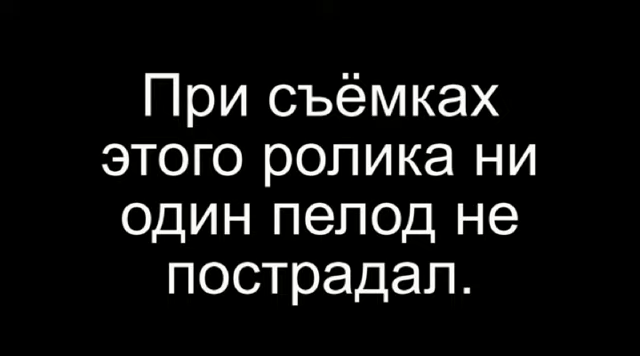 При съёмках
этого ролика ни
один пелод не
пострадал.